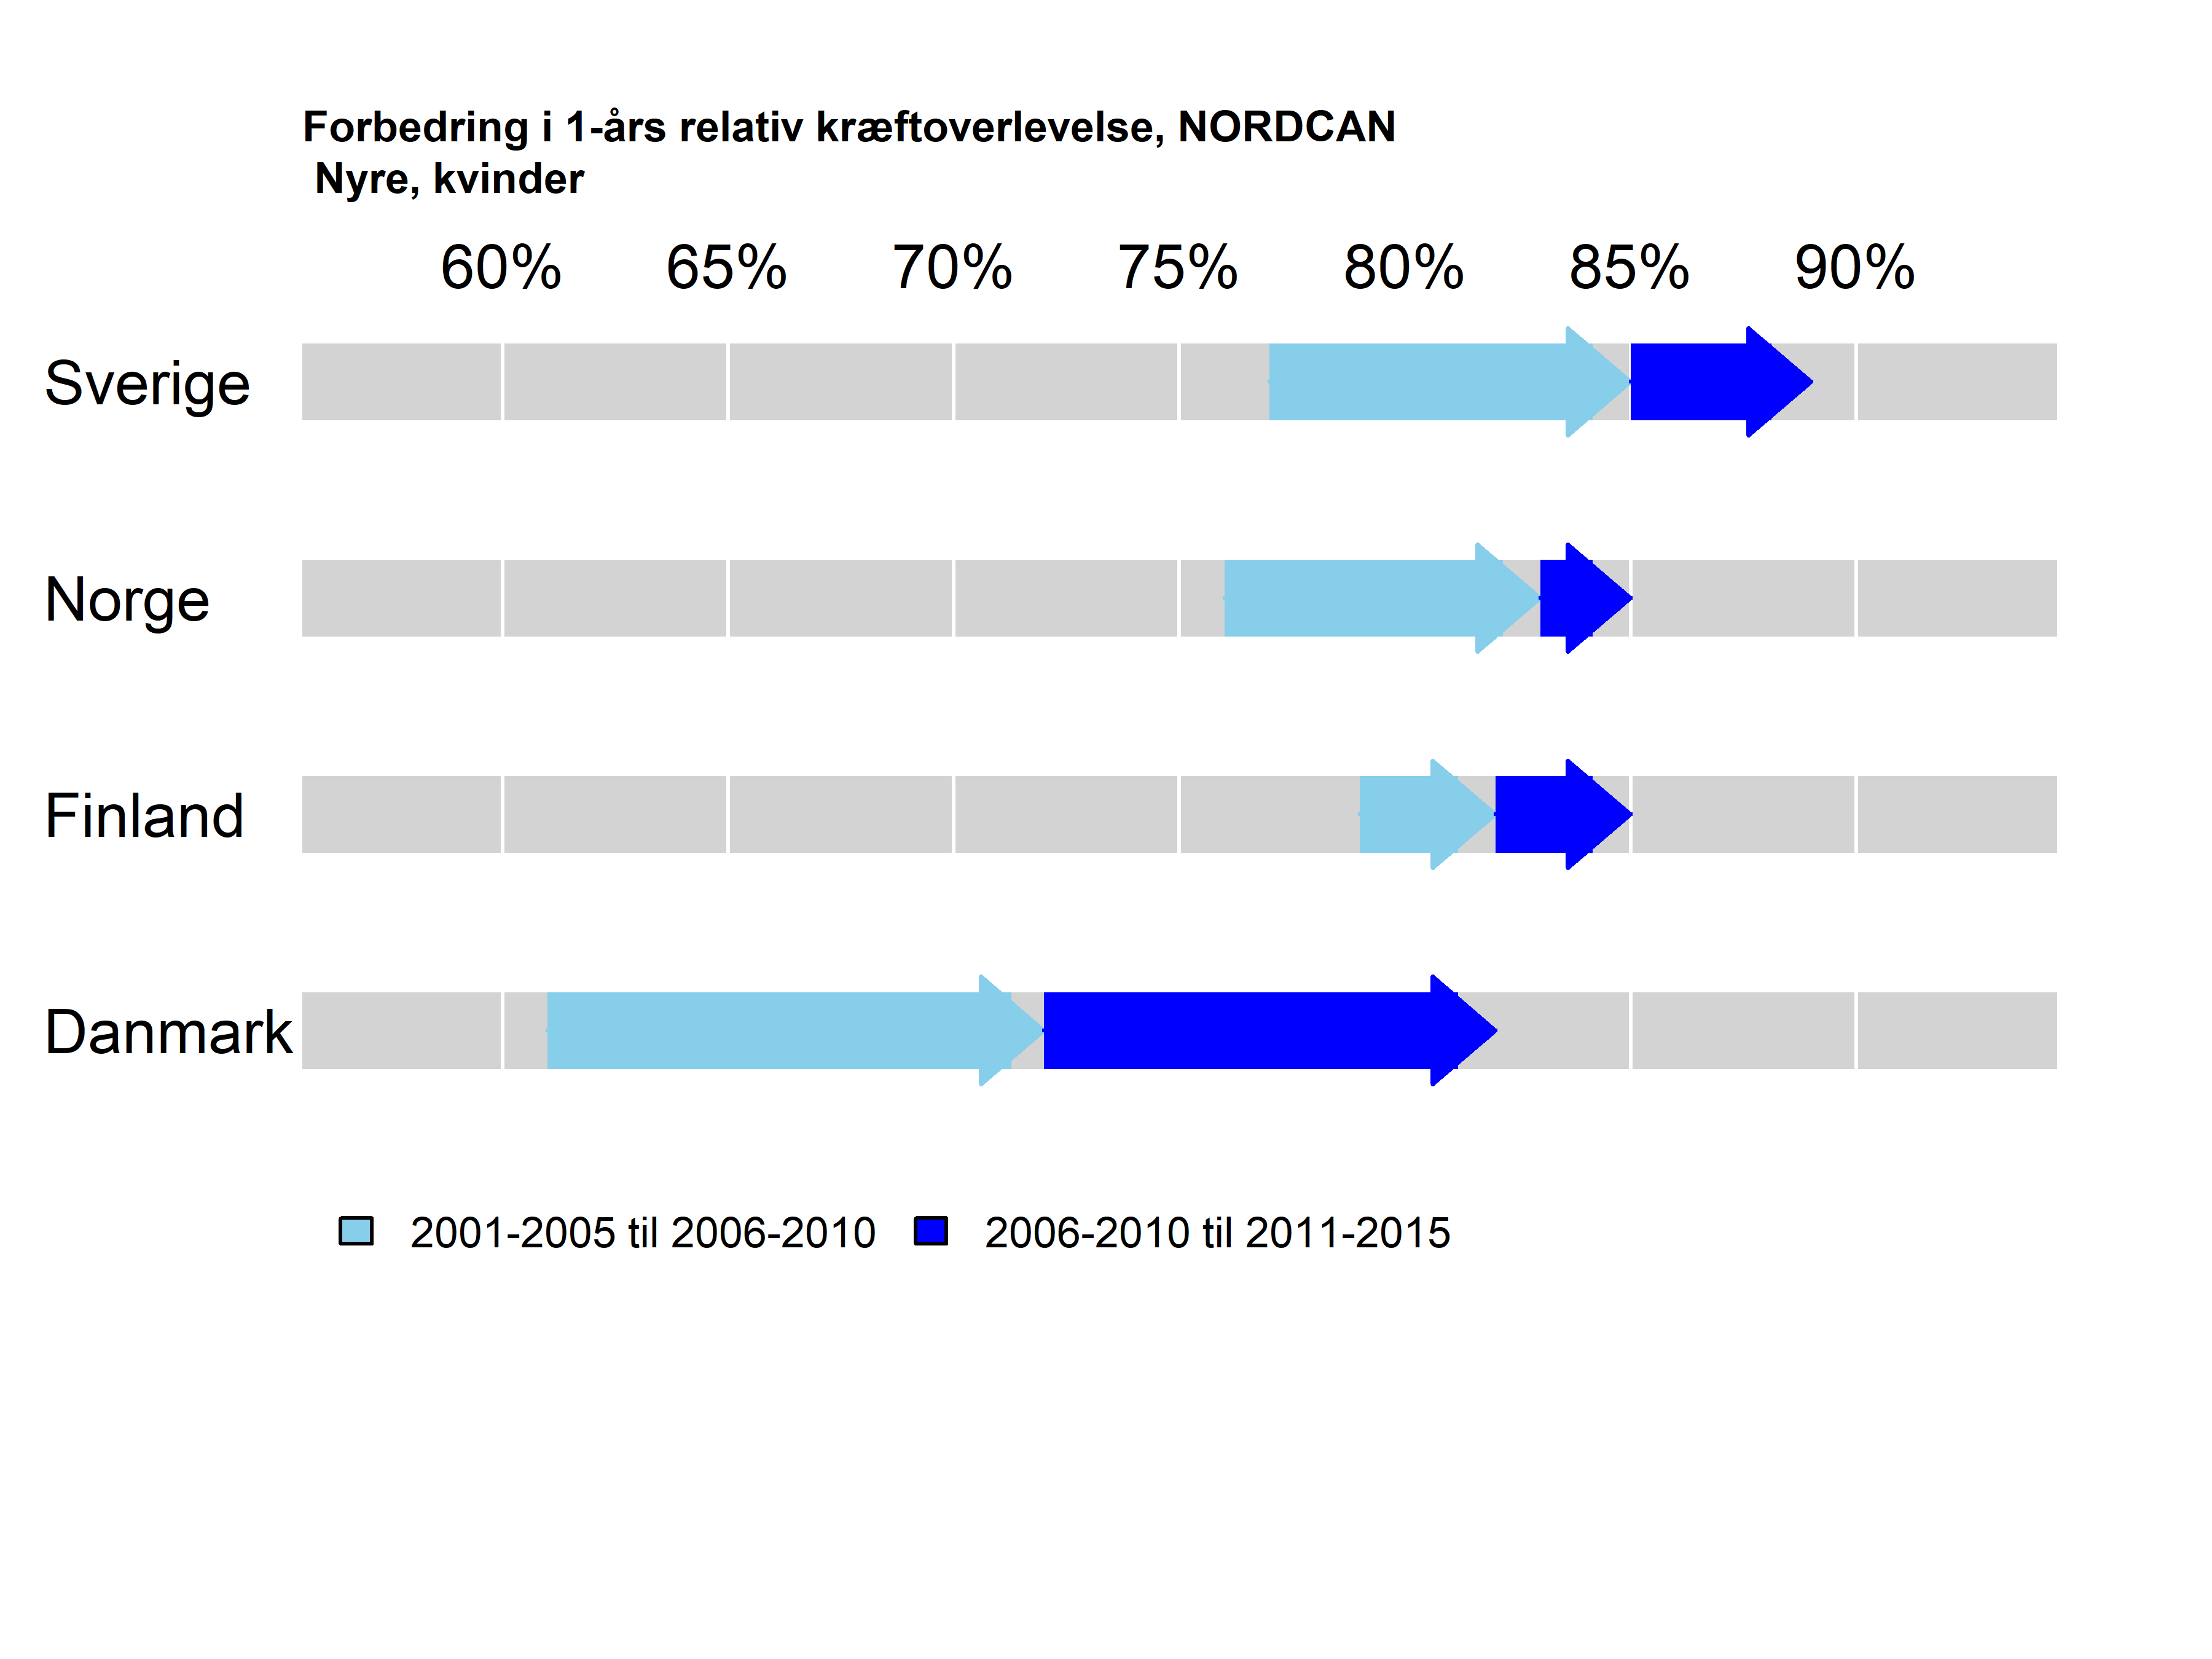 Forbedring i 1-års relativ kræftoverlevelse, NORDCAN
Nyre, kvinder
60% 65% 70% 75% 80% 85% 90%
Sverige
Norge
Finland
Danmark
2001-2005 til 2006-2010 2006-2010 til 2011-2015